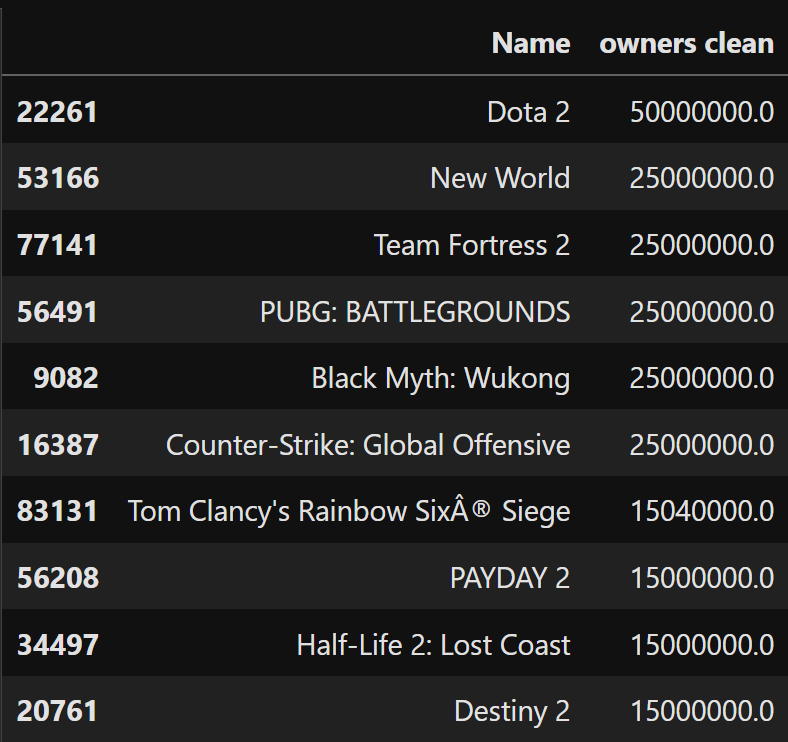 Name owners clean
22261 Dota 2 50000000.0
53166 New World 25000000.0
77141 Team Fortress 2 25000000.0
56491 PUBG: BATTLEGROUNDS 25000000.0
9082 Black Myth: Wukong 25000000.0
16387 Counter-Strike: Global Offensive 25000000.0
83131 Tom Clancy's Rainbow SixÂ® Siege 15040000.0
56208 PAYDAY 2 15000000.0
34497 Half-Life 2: Lost Coast 15000000.0
20761 Destiny 2 15000000.0